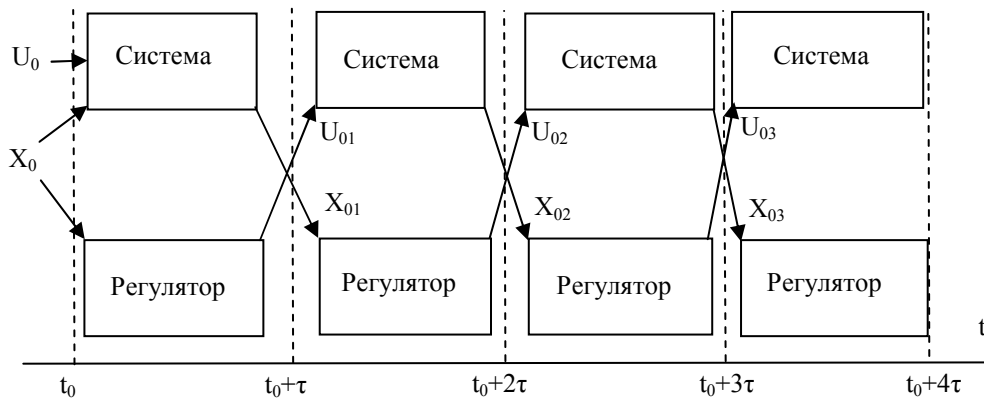 U₀
Система
Система
Система
Система
U₀₁
U₀₂
U₀₃
X₀
X₀₁
X₀₂
X₀₃
Регулятор
Регулятор
Регулятор
Регулятор
t
t₀
t₀+τ
t₀+2τ
t₀+3τ
t₀+4τ